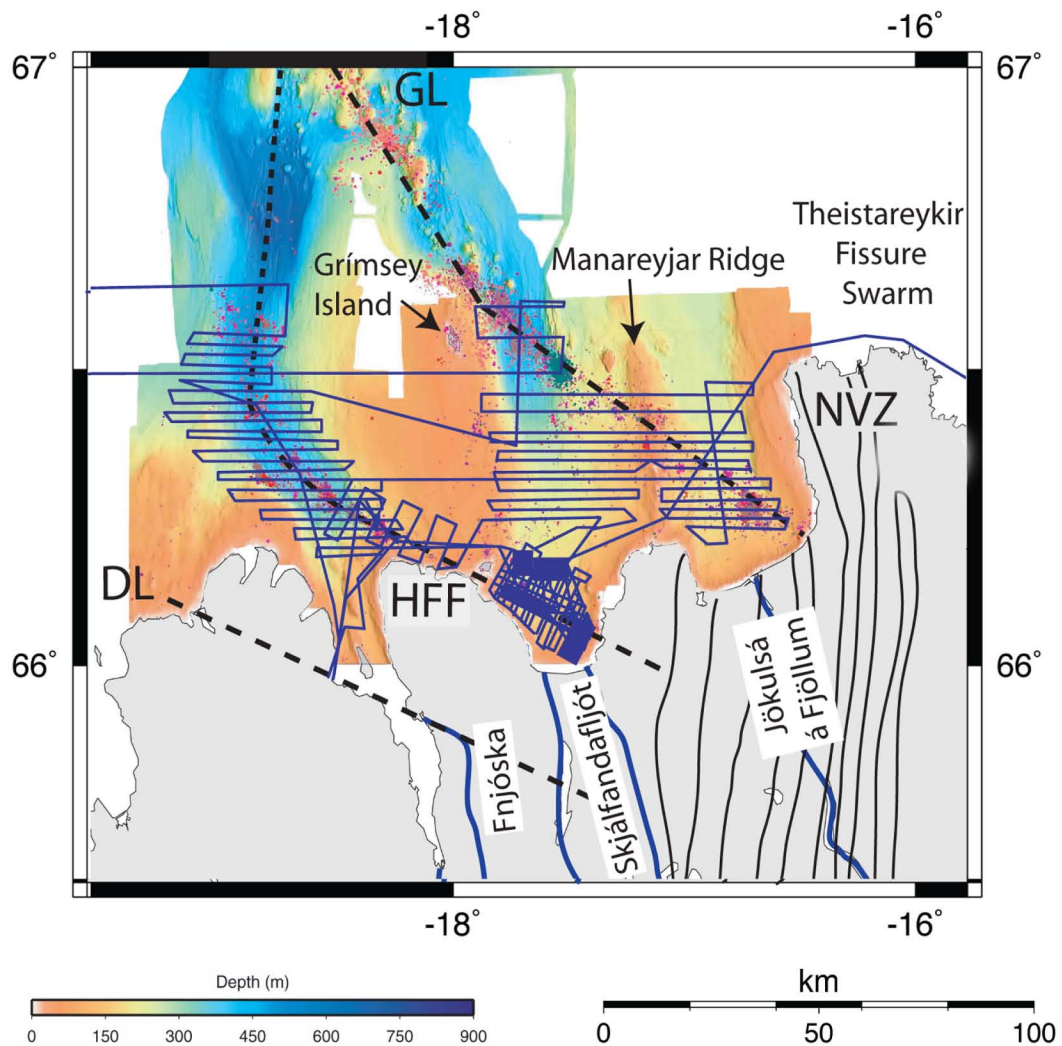 -18°
-16°
67°
67°
GL
Theistareykir
Fissure
Swarm
Grímsey
Island
Manareyjar Ridge
NVZ
DL
HFF
66°
66°
Fnjóska
Skjálfandafljót
Jökulsá
á Fjöllum
-18°
-16°
Depth (m)
0 150 300 450 600 750 900
km
0 50 100